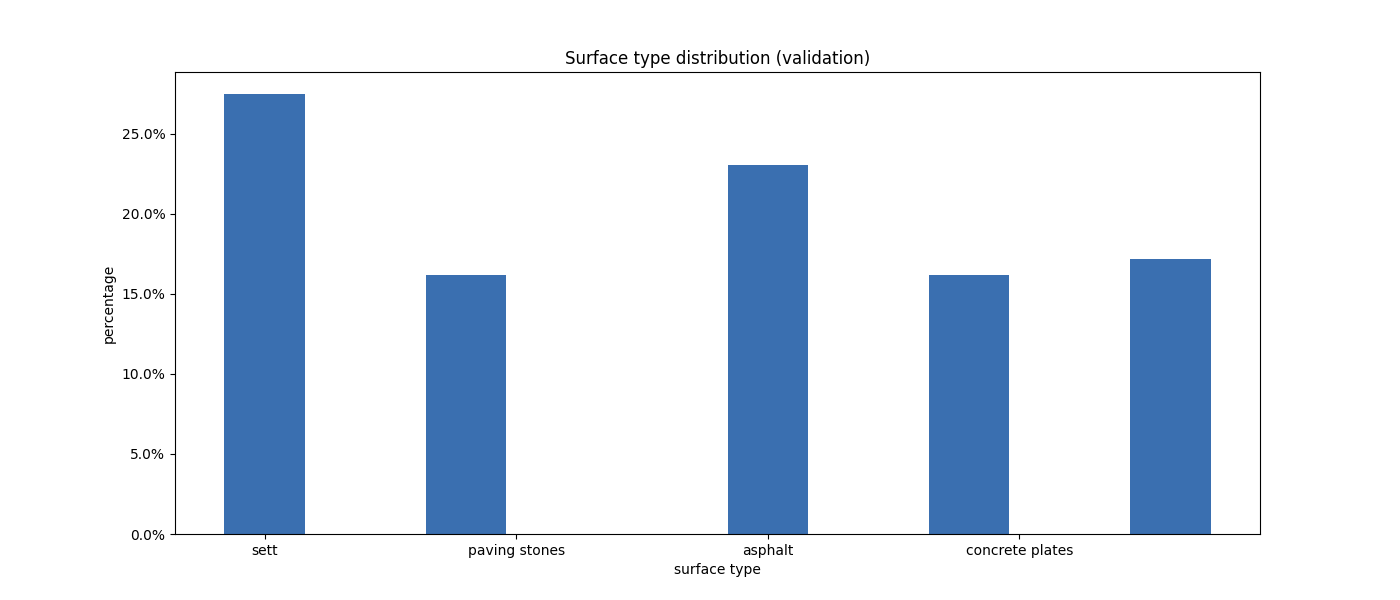 Surface type distribution (validation)
25.0%
20.0%
15.0%
10.0%
5.0%
0.0%
percentage
sett paving stones asphalt concrete plates
surface type